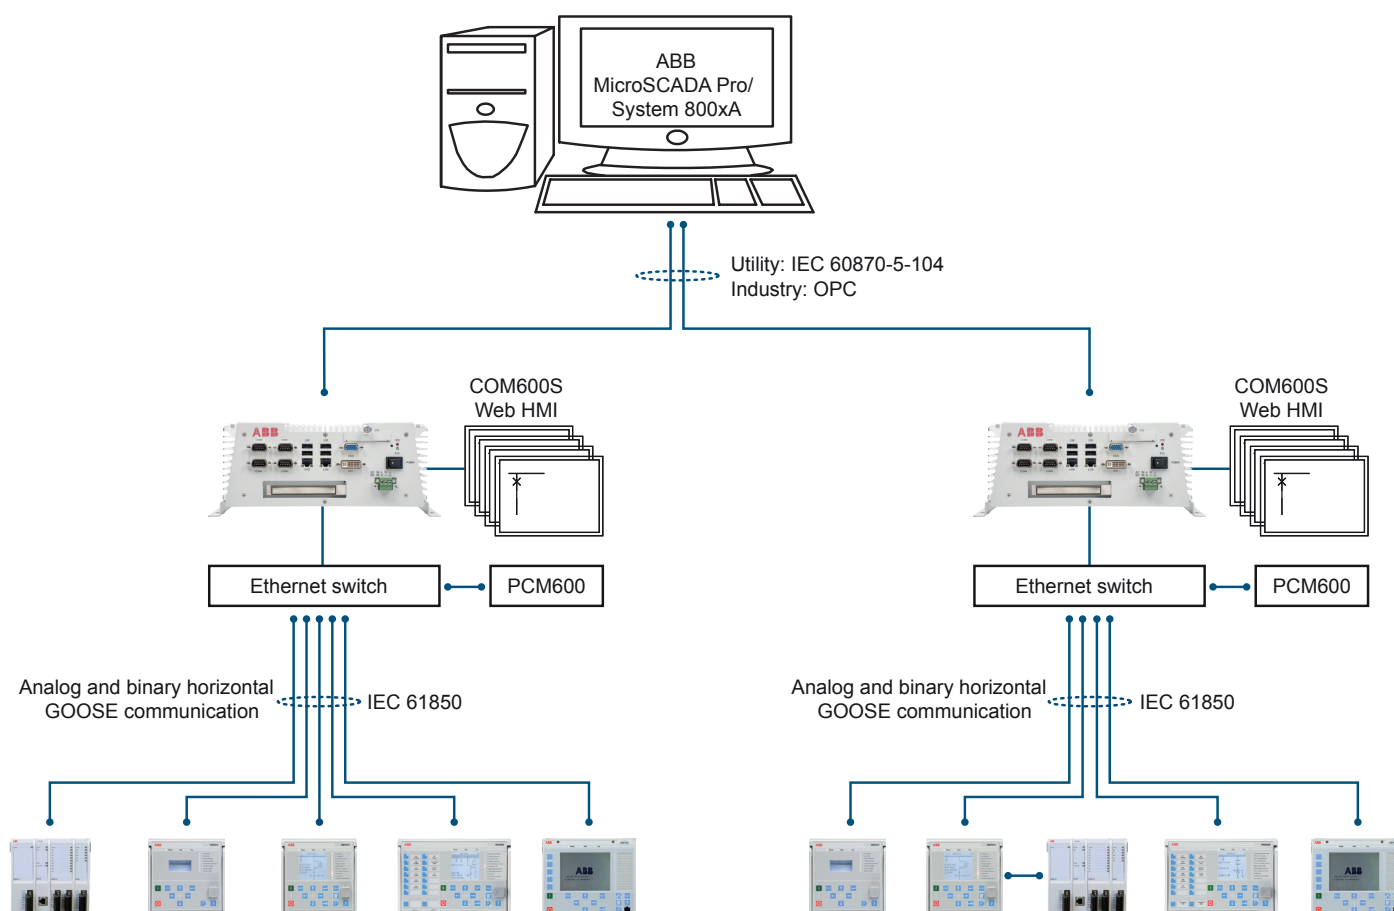 ABB
MicroSCADA Pro/
System 800xA
Utility: IEC 60870-5-104
Industry: OPC
COM600S
Web HMI
COM600S
Web HMI
ABB
ABB
Ethernet switch
PCM600
Ethernet switch
PCM600
Analog and binary horizontal
GOOSE communication
IEC 61850
Analog and binary horizontal
GOOSE communication
IEC 61850
ABB
ABB